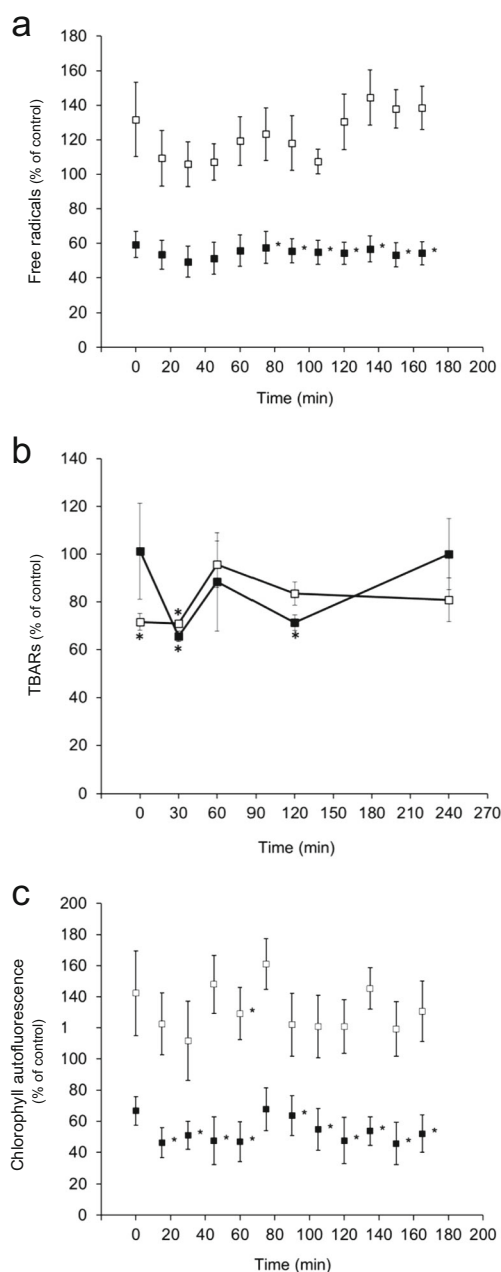 a
180
160
140
120
100
80
60
40
20
0
Free radicals (% of control)
* * * * * * *
0 20 40 60 80 100 120 140 160 180 200
Time (min)
b
140
120
100
80
60
40
20
0
TBARs (% of control)
*
*
*
*
0 30 60 90 120 150 180 210 240 270
Time (min)
c
200
160
140
1
100
80
60
40
20
0
Chlorophyll autofluorescence
(% of control)
*
* * * * * * * * * *
0 20 40 60 80 100 120 140 160 180 200
Time (min)